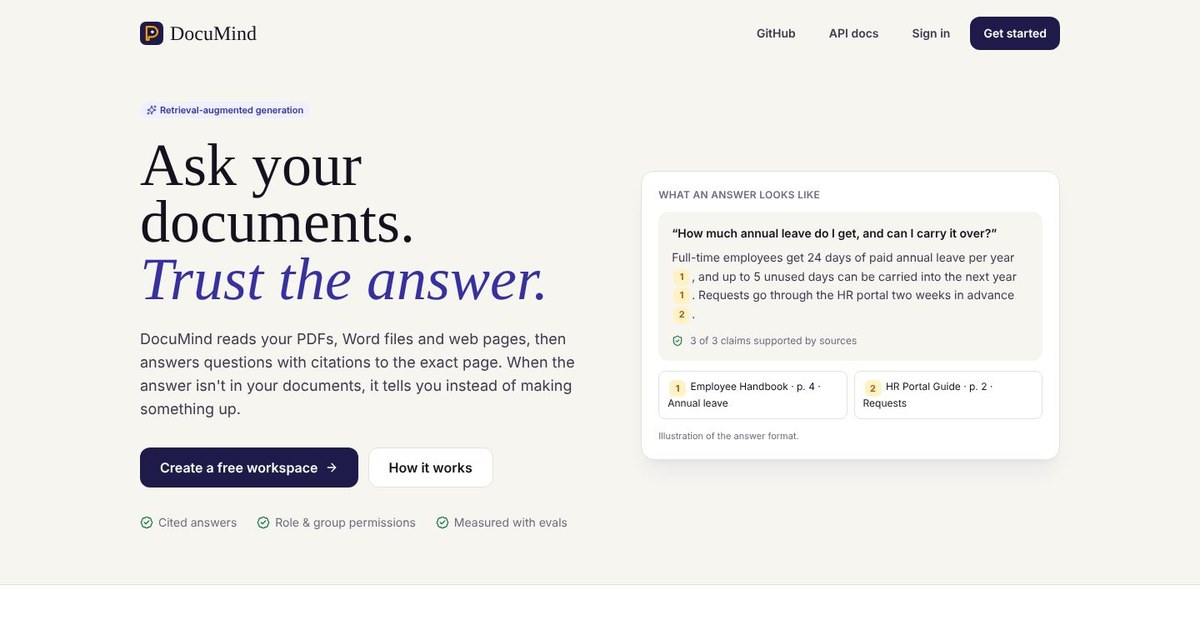 DocuMind
GitHub
API docs
Sign in
Get started
Retrieval-augmented generation
Ask your
documents.
Trust the answer.
DocuMind reads your PDFs, Word files and web pages, then
answers questions with citations to the exact page. When the
answer isn't in your documents, it tells you instead of making
something up.
Create a free workspace →
How it works
Cited answers
Role & group permissions
Measured with evals
WHAT AN ANSWER LOOKS LIKE
“How much annual leave do I get, and can I carry it over?”
Full-time employees get 24 days of paid annual leave per year
1 , and up to 5 unused days can be carried into the next year
1 . Requests go through the HR portal two weeks in advance
2 .
3 of 3 claims supported by sources
1 Employee Handbook · p. 4 ·
Annual leave
2 HR Portal Guide · p. 2 ·
Requests
Illustration of the answer format.